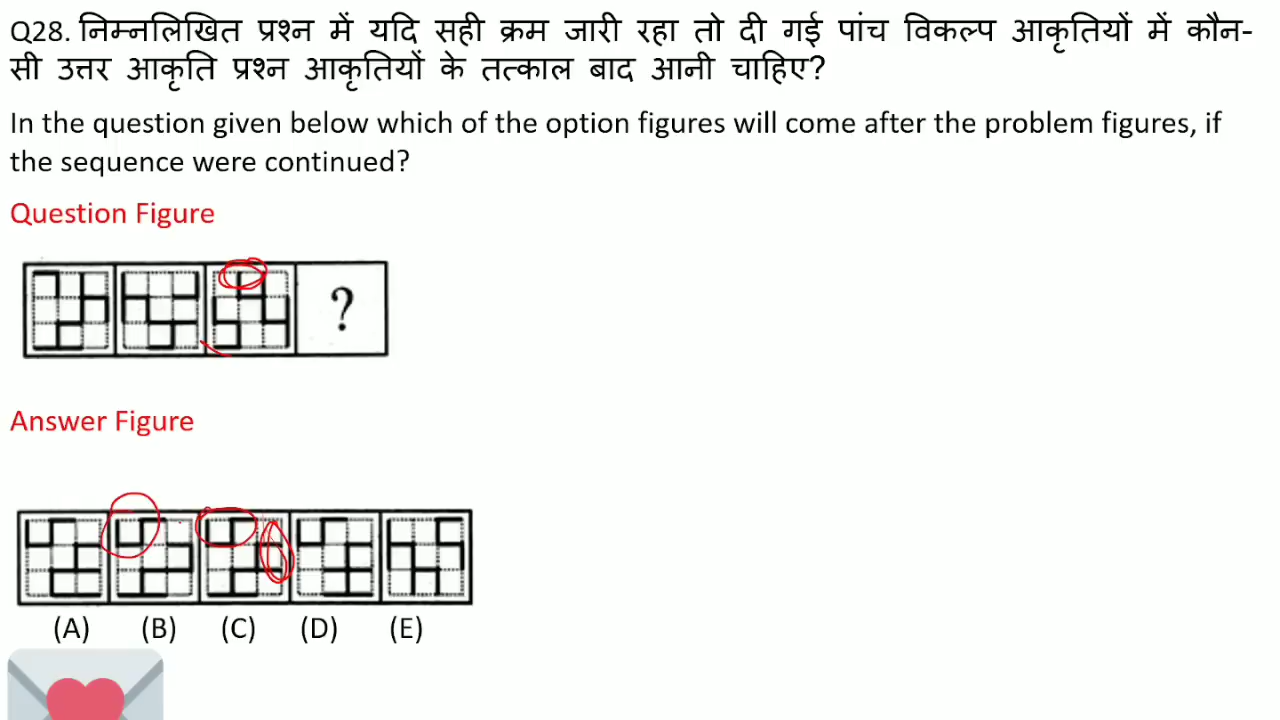 Q28. निम्नलिखित प्रश्न में यदि सही क्रम जारी रहा तो दी गई पांच विकल्प आकृतियों में कौन-
सी उत्तर आकृति प्रश्न आकृतियों के तत्काल बाद आनी चाहिए?
In the question given below which of the option figures will come after the problem figures, if
the sequence were continued?
Question Figure
?
Answer Figure
(A) (B) (C) (D) (E)